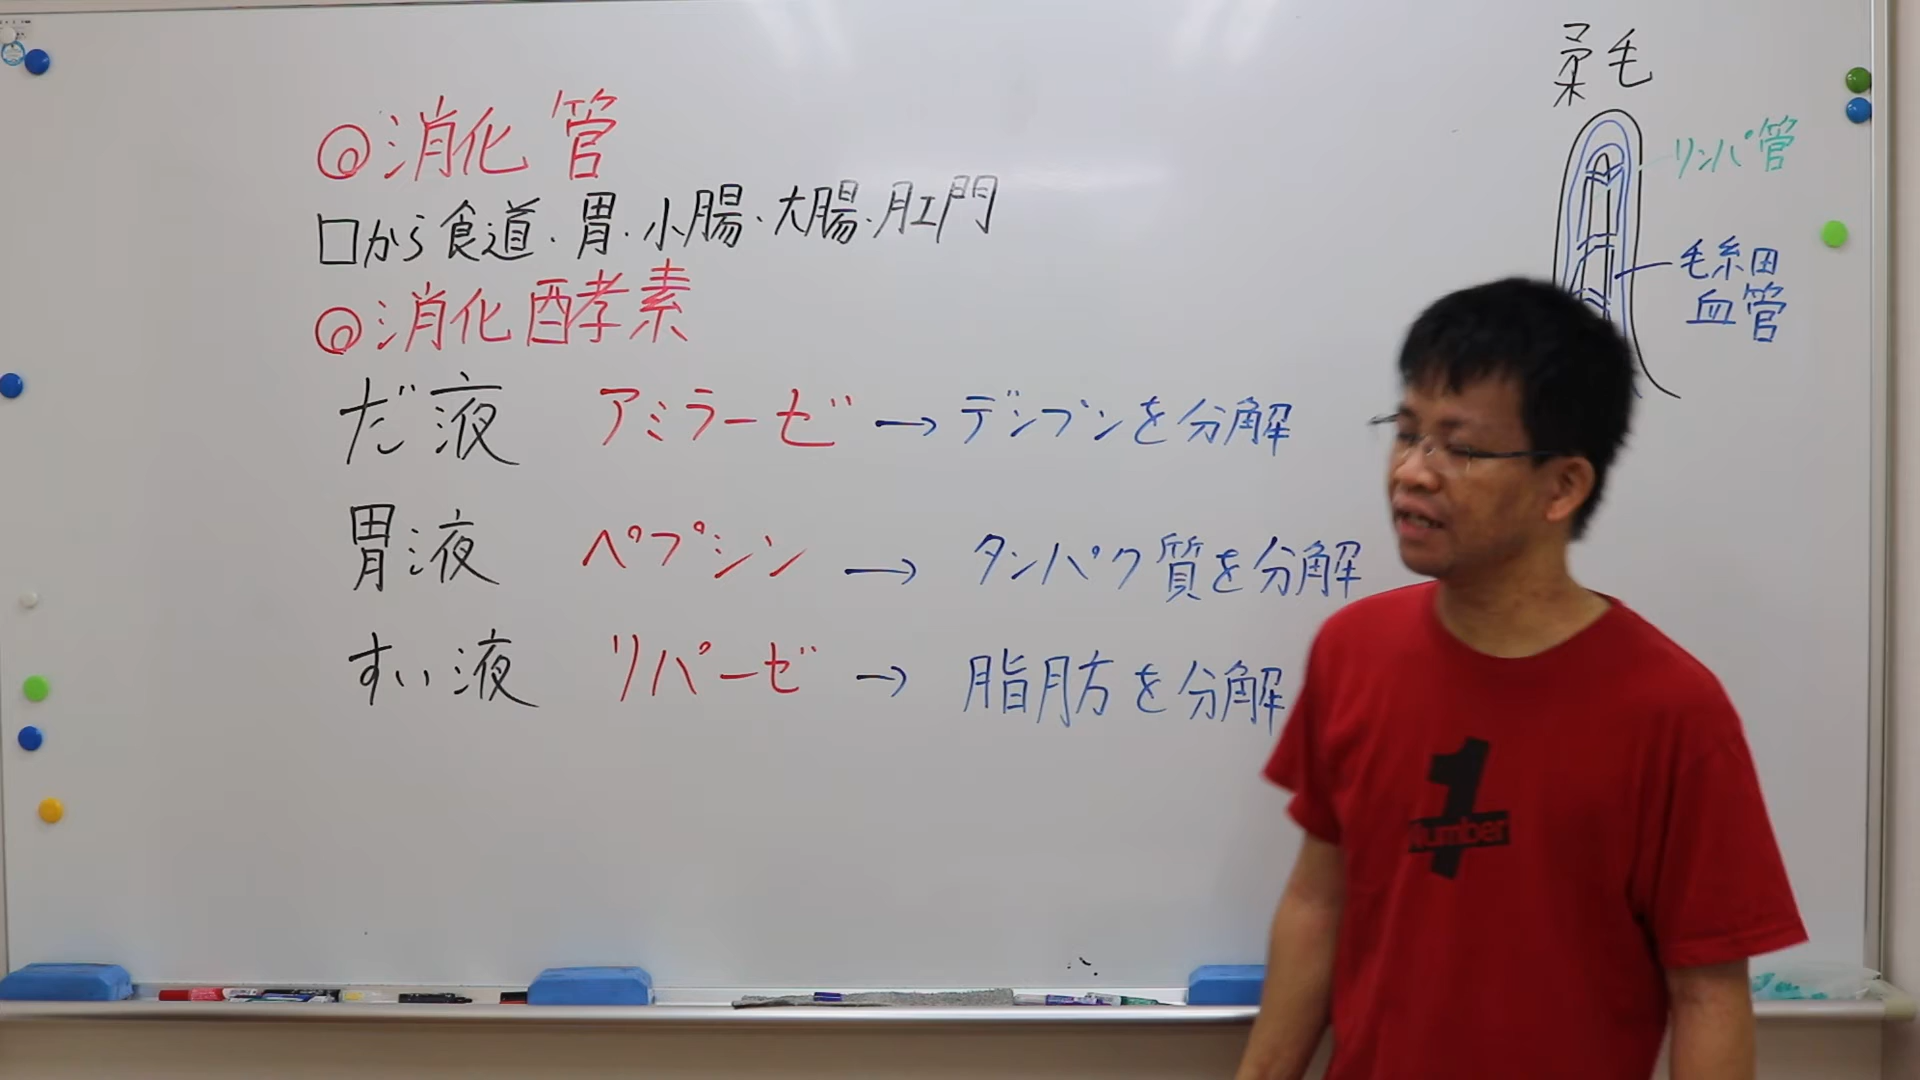 ◎消化管
口から食道・胃・小腸・大腸・肛門
◎消化酵素
だ液 アミラーゼ→デンプンを分解
胃液 ペプシン→タンパク質を分解
すい液 リパーゼ→脂肪を分解
柔毛
リンパ管
毛細
血管
1
Number